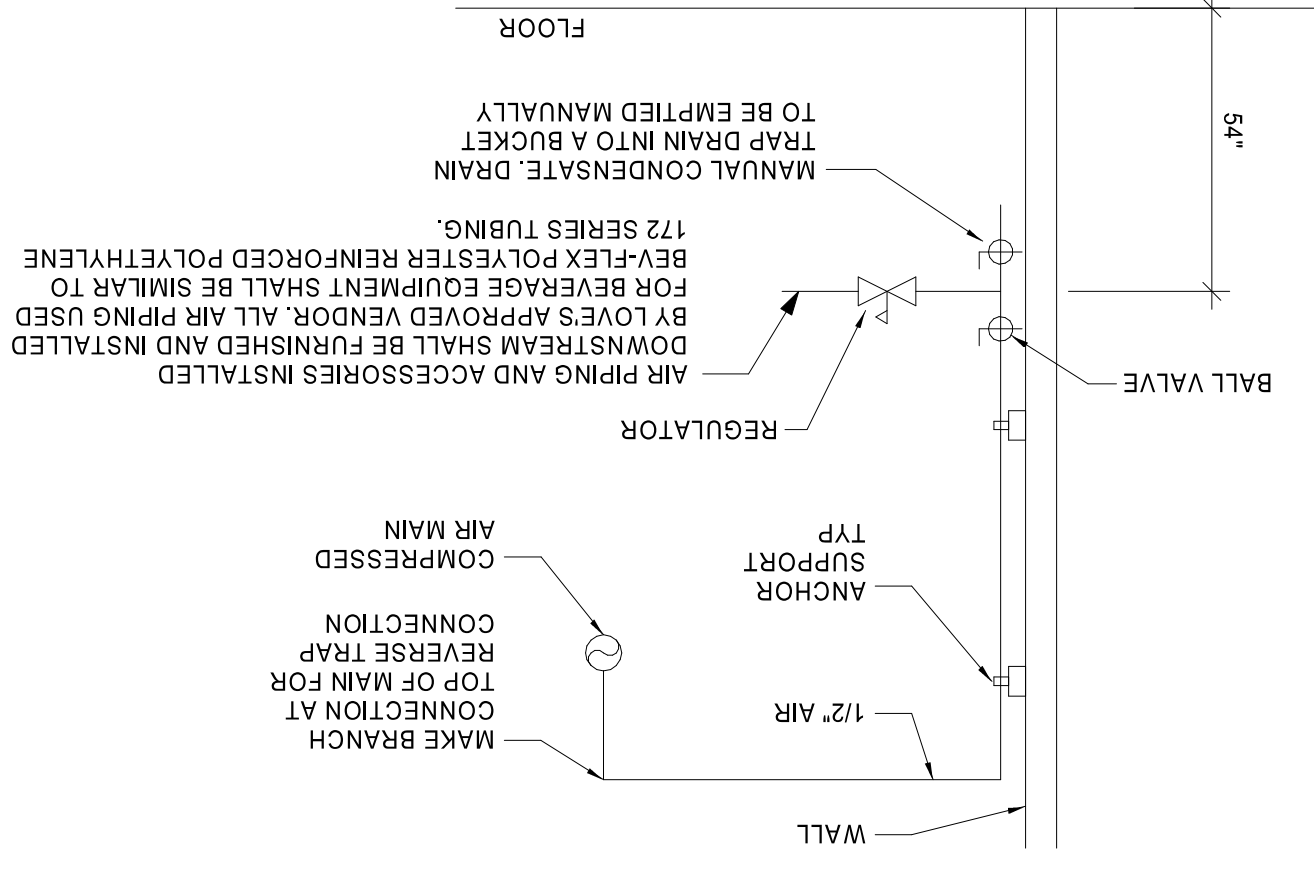 WALL
1/2" AIR
MAKE BRANCH
CONNECTION AT
TOP OF MAIN FOR
REVERSE TRAP
CONNECTION
ANCHOR
SUPPORT
TYP
COMPRESSED
AIR MAIN
REGULATOR
BALL VALVE
AIR PIPING AND ACCESSORIES INSTALLED
DOWNSTREAM SHALL BE FURNISHED AND INSTALLED
BY LOVE'S APPROVED VENDOR. ALL AIR PIPING USED
FOR BEVERAGE EQUIPMENT SHALL BE SIMILAR TO
BEV-FLEX POLYESTER REINFORCED POLYETHYLENE
172 SERIES TUBING.
MANUAL CONDENSATE. DRAIN
TRAP DRAIN INTO A BUCKET
TO BE EMPTIED MANUALLY
54"
FLOOR